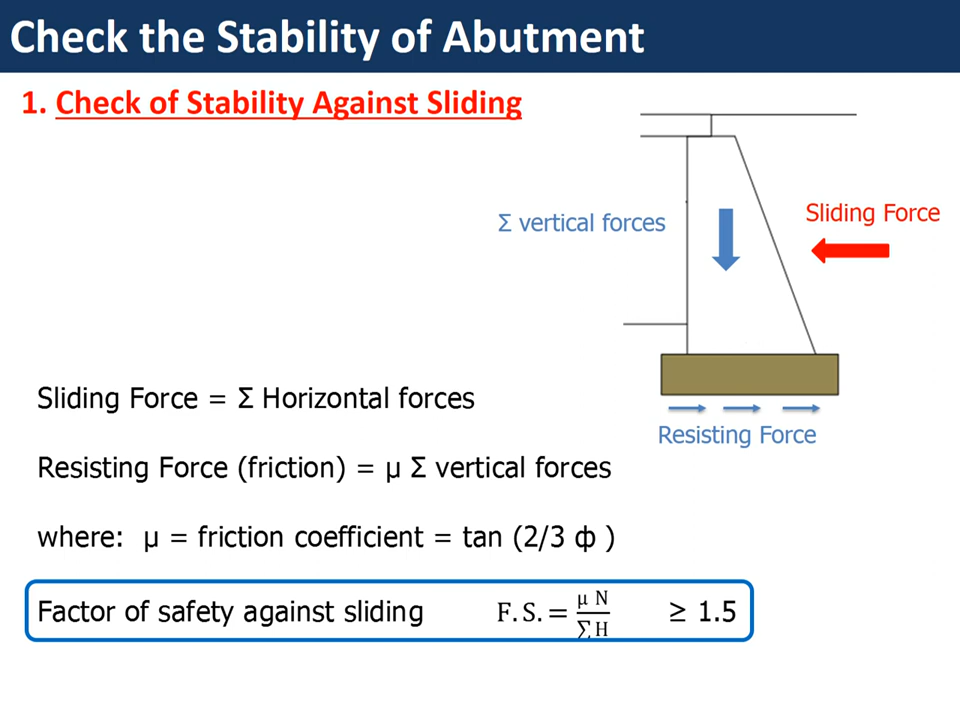 Check the Stability of Abutment
1. Check of Stability Against Sliding
Σ vertical forces
Sliding Force
Resisting Force
Sliding Force = Σ Horizontal forces
Resisting Force (friction) = μ Σ vertical forces
where: μ = friction coefficient = tan (2/3 ф )
Factor of safety against sliding F. S. = μ N / ∑ H ≥ 1.5